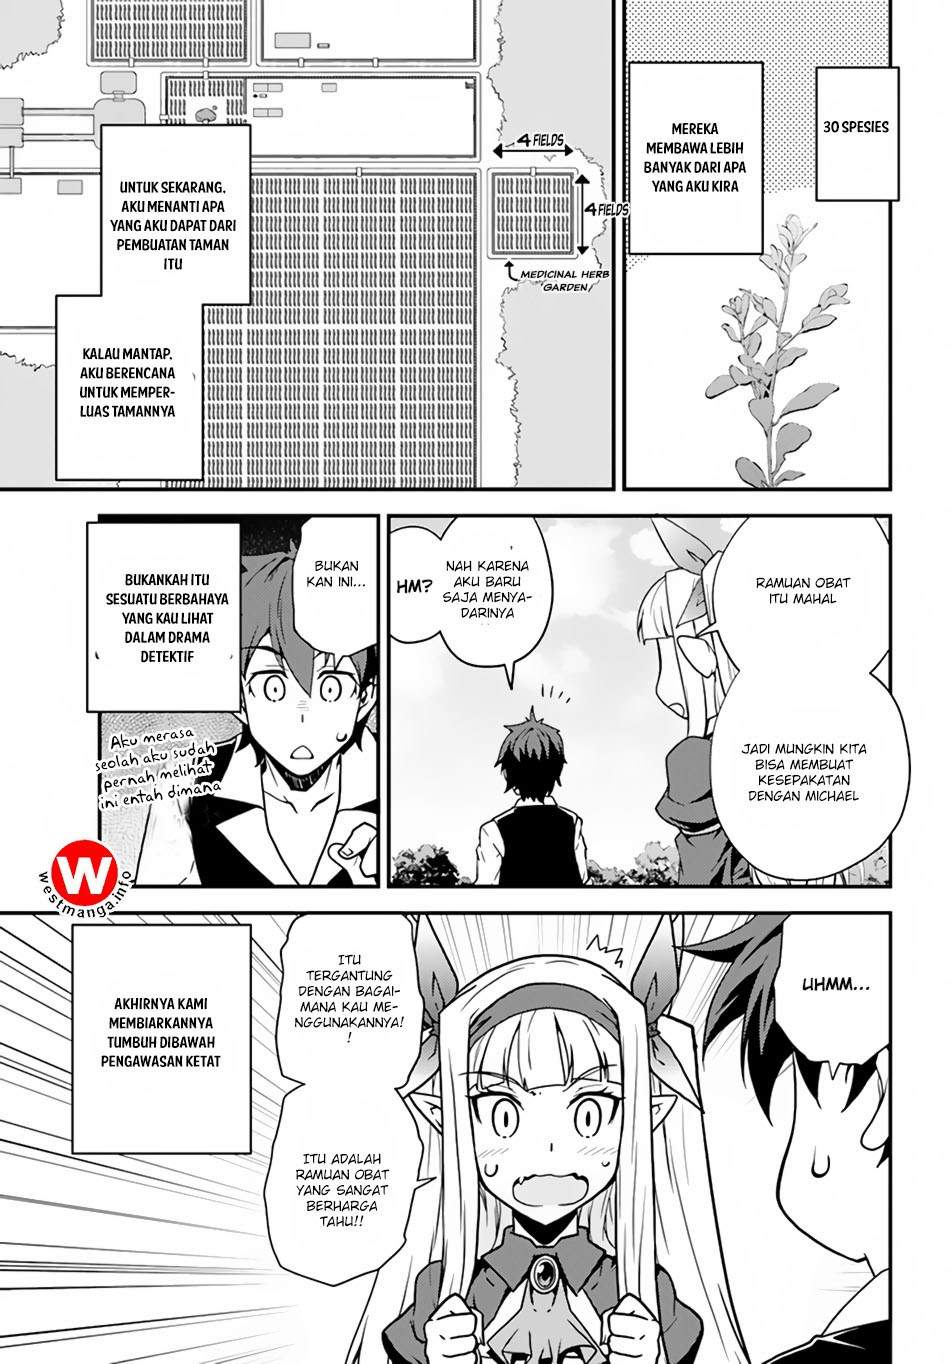 30 SPESIES
MEREKA
MEMBAWA LEBIH
BANYAK DARI APA
YANG AKU KIRA
4 FIELDS
4 FIELDS
MEDICINAL HERB
GARDEN
UNTUK SEKARANG,
AKU MENANTI APA
YANG AKU DAPAT DARI
PEMBUATAN TAMAN
ITU
KALAU MANTAP,
AKU BERENCANA
UNTUK MEMPER-
LUAS TAMANNYA
RAMUAN OBAT
ITU MAHAL
JADI MUNGKIN KITA
BISA MEMBUAT
KESEPAKATAN
DENGAN MICHAEL
NAH KARENA
AKU BARU
SAJA MENYA-
DARINYA
HM?
BUKAN
KAN INI...
BUKANKAH ITU
SESUATU BERBAHAYA
YANG KAU LIHAT
DALAM DRAMA
DETEKTIF
Aku merasa
seolah aku sudah
pernah melihat
ini entah dimana
W
westmanga.info
UHMM...
ITU
TERGANTUNG
DENGAN BAGAI-
MANA KAU ME-
NGGUNAKANNYA!
!
ITU ADALAH
RAMUAN OBAT
YANG SANGAT
BERHARGA
TAHU!!
AKHIRNYA KAMI
MEMBIARKANNYA
TUMBUH DIBAWAH
PENGAWASAN KETAT